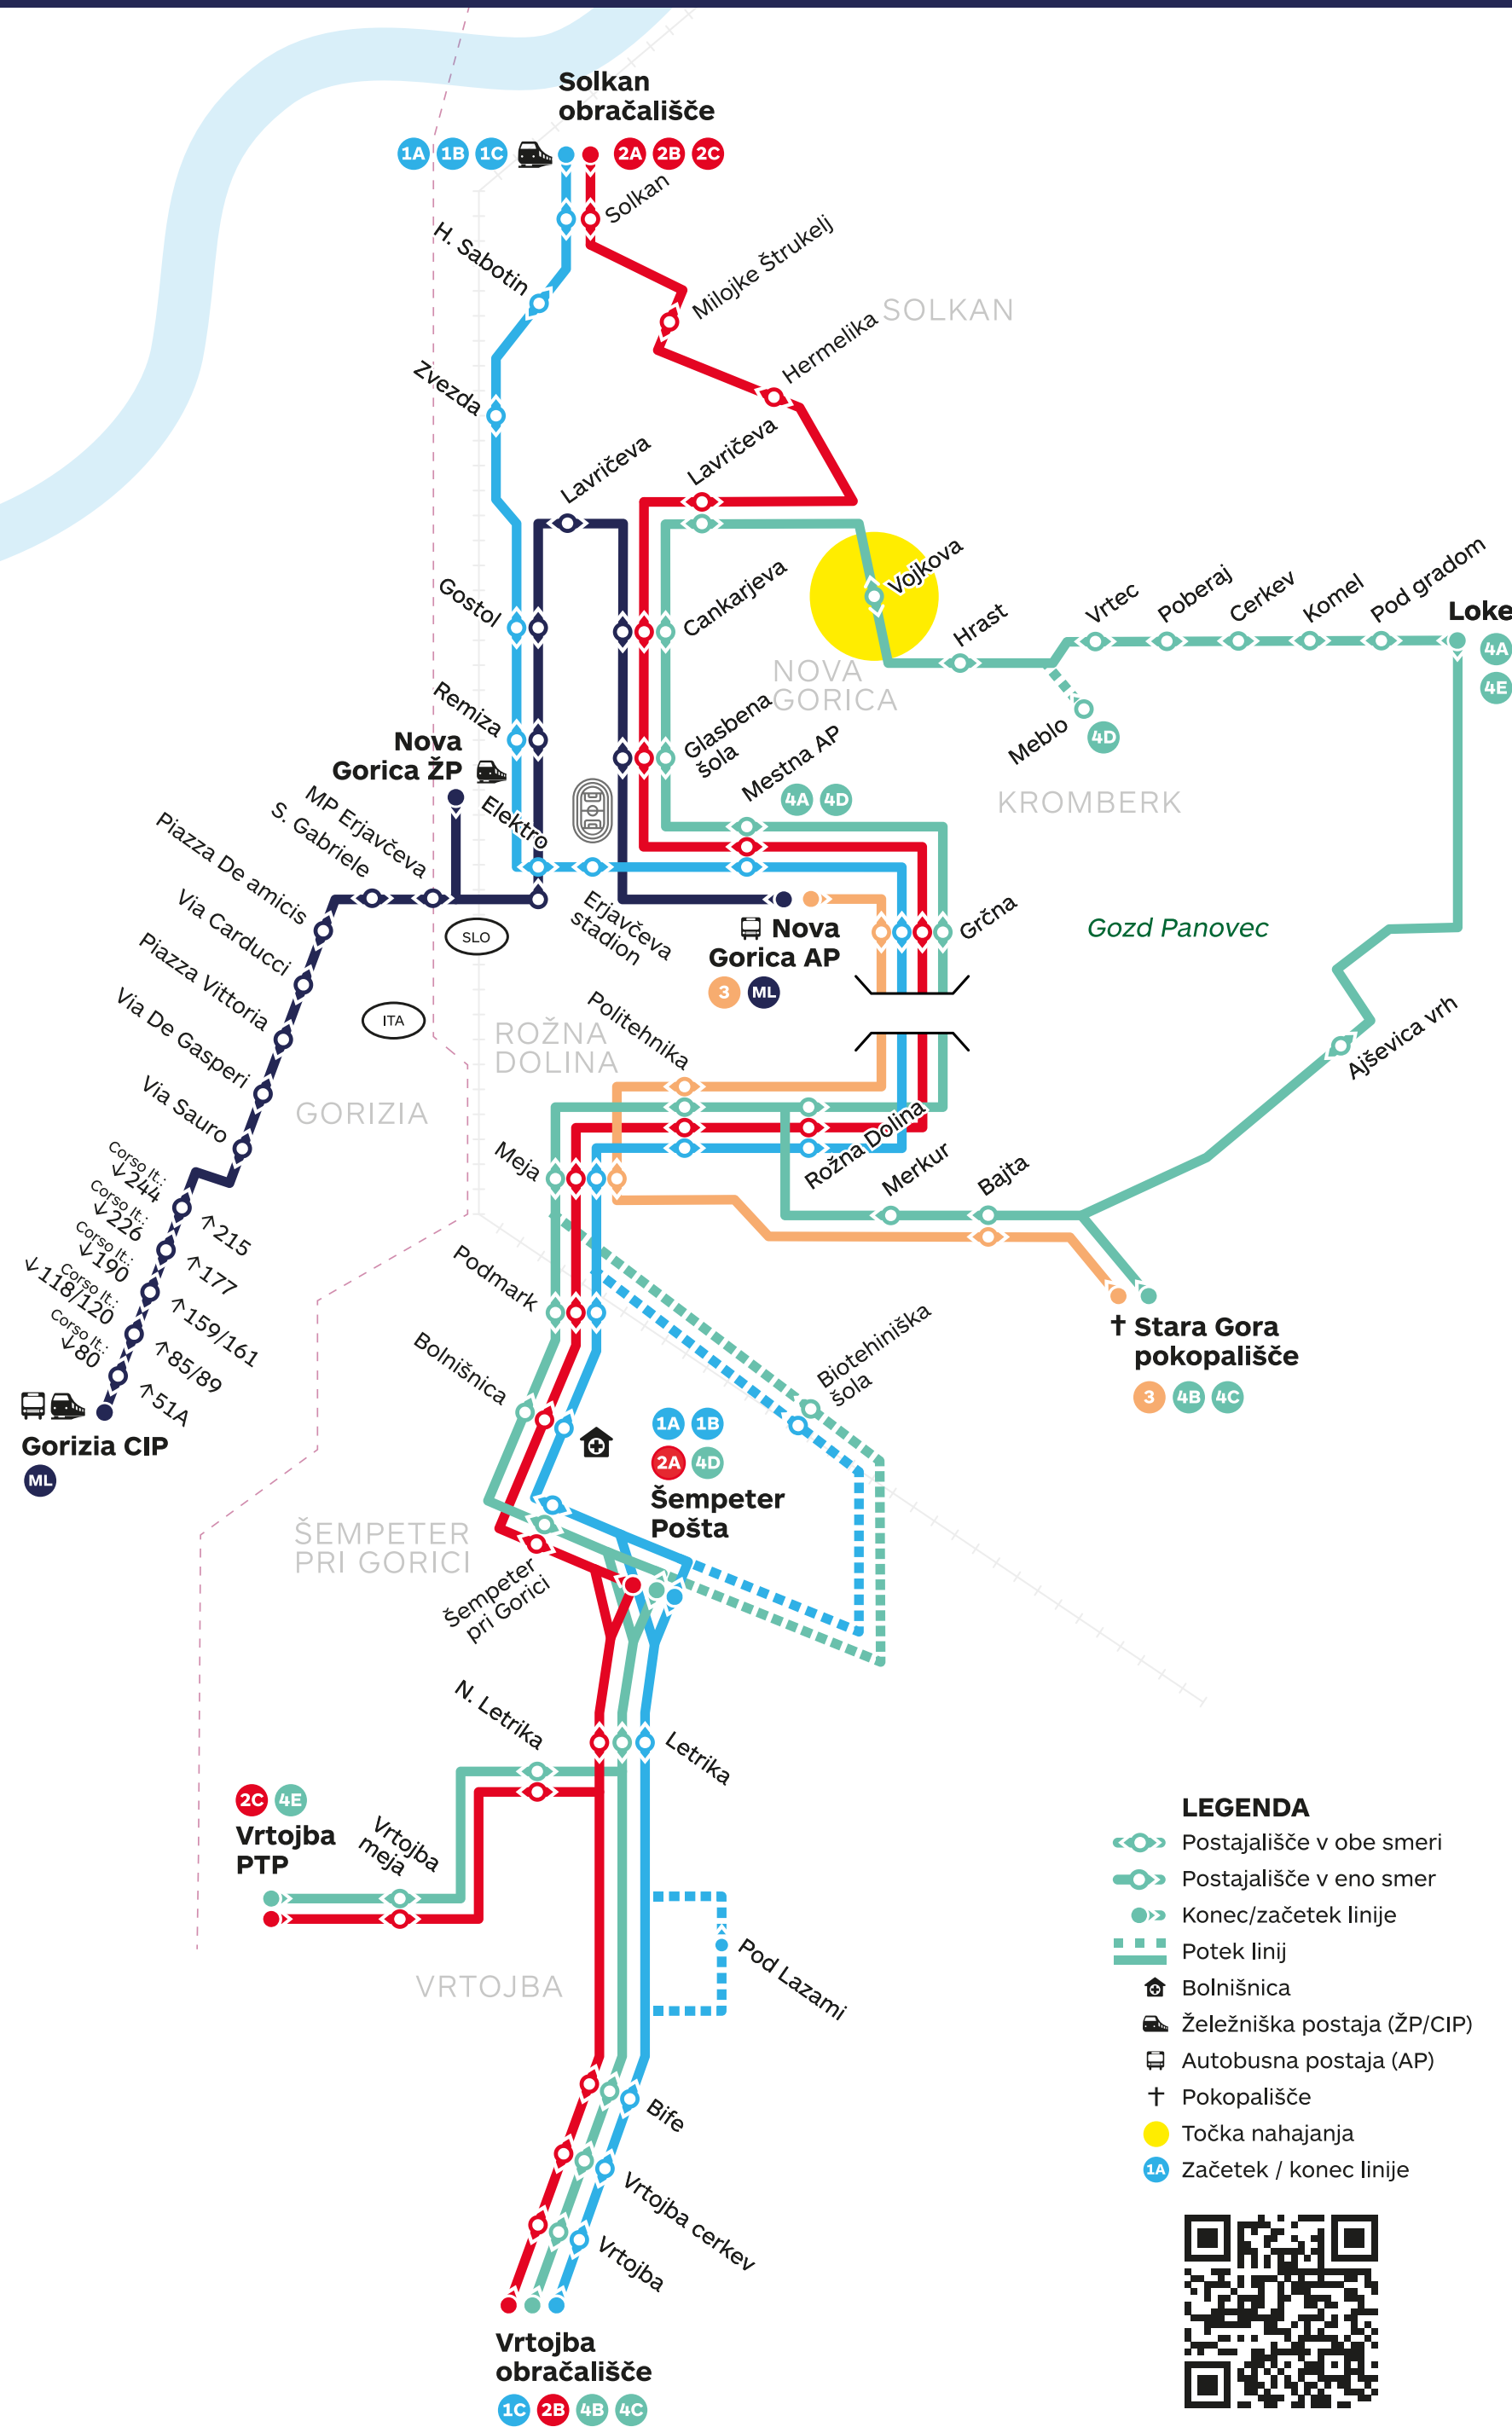 Solkan
obračališče
1A 1B 1C
2A 2B 2C
Solkan
H. Sabotin
Milojke Štrukelj
SOLKAN
Hermelika
Zvezda
Lavričeva
Lavričeva
Vojkova
Cankarjeva
Gostol
Hrast
Vrtec
Poberaj
Cerkev
Komel
Pod gradom
Loke
4A
4E
NOVA
GORICA
Meblo
4D
Remiza
Glasbena
šola
Mestna AP
4A 4D
KROMBERK
Nova
Gorica ŽP
Elektro
MP Erjavčeva
S. Gabriele
Piazza De amicis
Via Carducci
Piazza Vittoria
Via De Gasperi
Via Sauro
SLO
ITA
Erjavčeva
stadion
Nova
Gorica AP
3 ML
Grčna
Gozd Panovec
Politehnika
ROŽNA
DOLINA
GORIZIA
Ajševica vrh
Meja
Rožna Dolina
Merkur
Bajta
Corso It.:
↓244
Corso It.:
↓226
Corso It.:
↓190
Corso It.:
↓118/120
Corso It.:
↓80
↑215
↑177
↑159/161
↑85/89
↑51A
Gorizia CIP
ML
Podmark
Bolnišnica
Biotehiniška
šola
† Stara Gora
pokopališče
3 4B 4C
1A 1B
2A 4D
Šempeter
Pošta
ŠEMPETER
PRI GORICI
Šempeter
pri Gorici
N. Letrika
Letrika
2C 4E
Vrtojba
PTP
Vrtojba
meja
VRTOJBA
Pod Lazami
Bife
Vrtojba cerkev
Vrtojba
Vrtojba
obračališče
1C 2B 4B 4C
LEGENDA
Postajališče v obe smeri
Postajališče v eno smer
Konec/začetek linije
Potek linij
Bolnišnica
Želežniška postaja (ŽP/CIP)
Autobusna postaja (AP)
† Pokopališče
Točka nahajanja
1A Začetek / konec linije